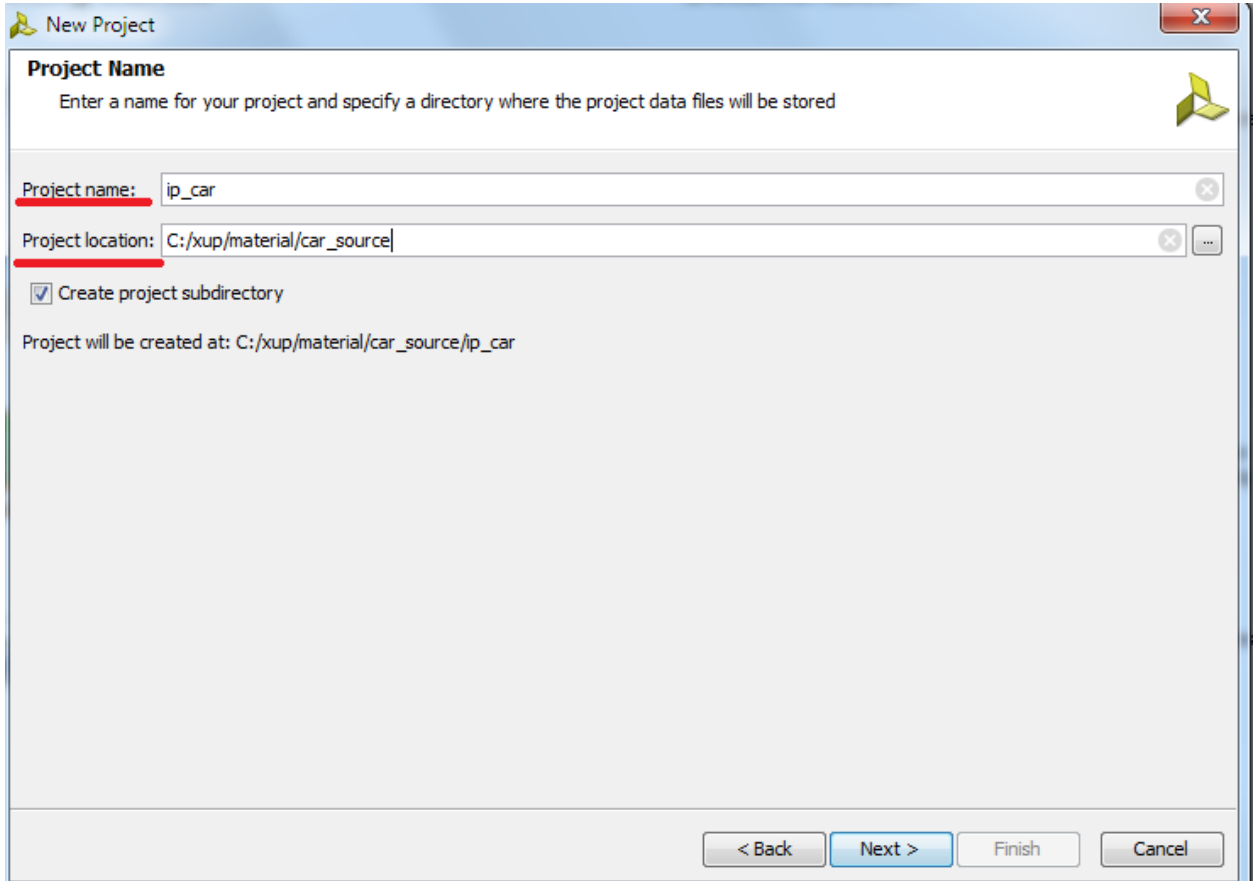 New Project
Project Name
Enter a name for your project and specify a directory where the project data files will be stored
Project name: ip_car
Project location: C:/xup/material/car_source
...
Create project subdirectory
Project will be created at: C:/xup/material/car_source/ip_car
< Back Next > Finish Cancel